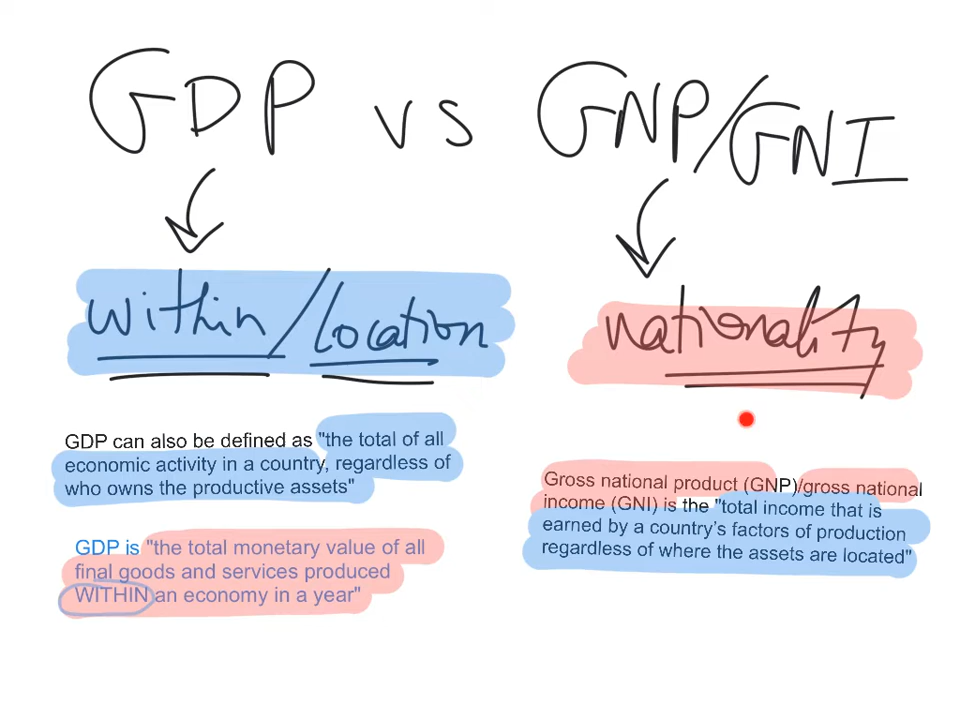 GDP vs GNP/GNI
within/location
nationality
GDP can also be defined as "the total of all
economic activity in a country, regardless of
who owns the productive assets"
GDP is "the total monetary value of all
final goods and services produced
WITHIN an economy in a year"
Gross national product (GNP)/gross national
income (GNI) is the "total income that is
earned by a country's factors of production
regardless of where the assets are located"